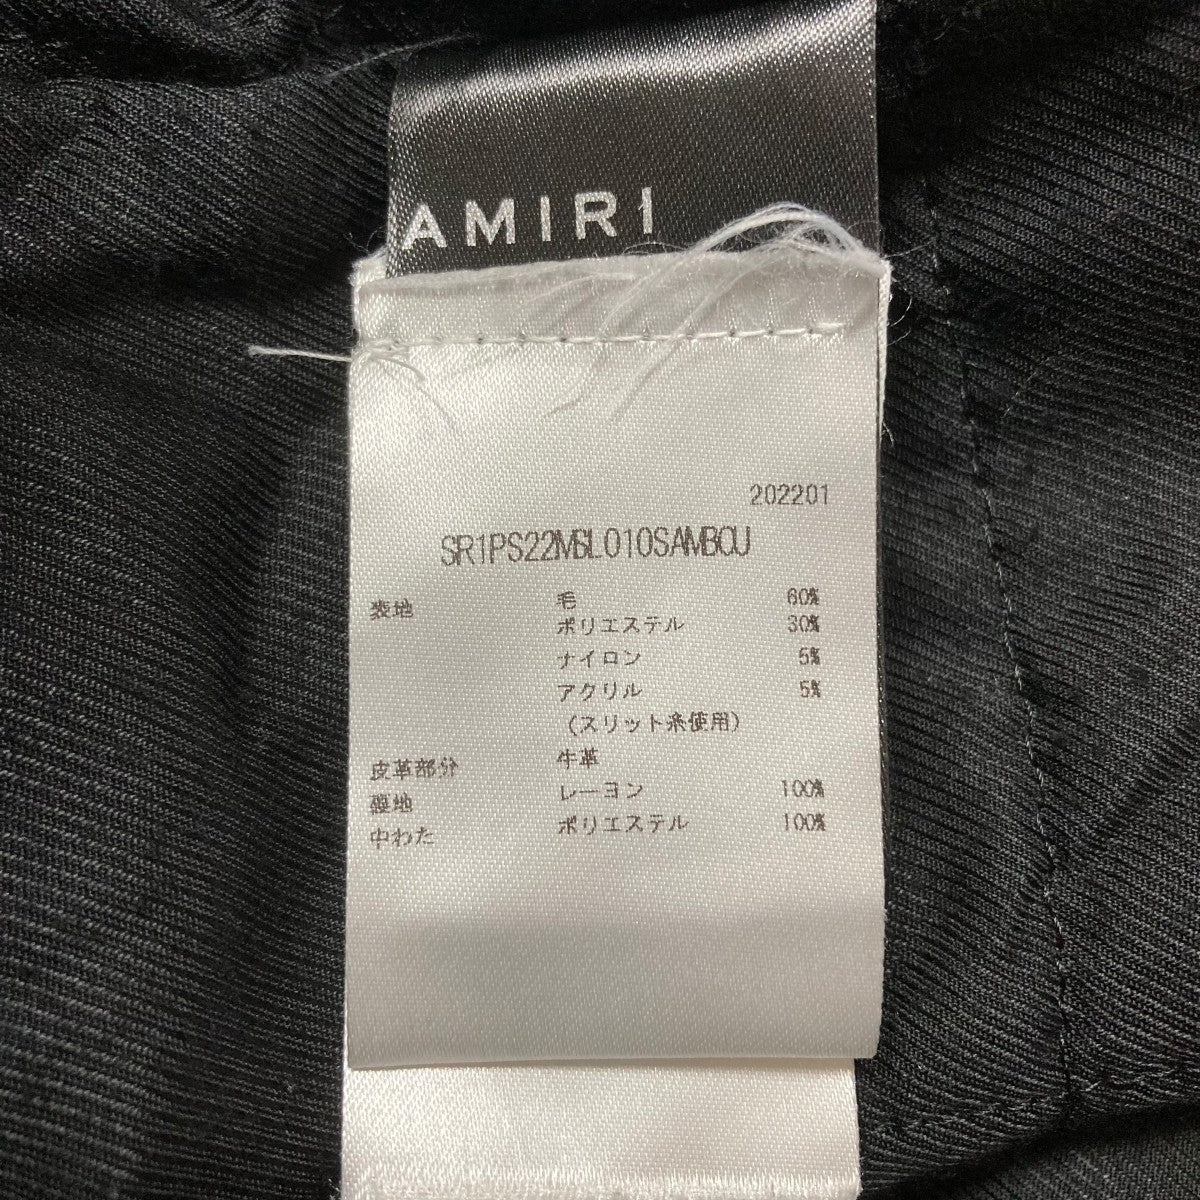 AMIRI
202201
SR1PS22MSL010SAMBCU
表地 毛 60%
ポリエステル 30%
ナイロン 5%
アクリル 5%
(スリット糸使用)
皮革部分 牛革
裏地 レーヨン 100%
中わた ポリエステル 100%